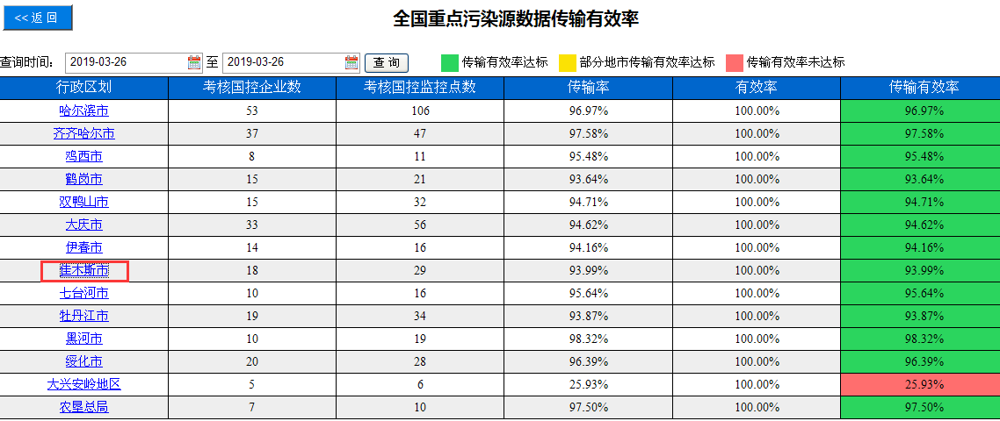 << 返 回
全国重点污染源数据传输有效率
查询时间： 2019-03-26 至 2019-03-26 查 询 传输有效率达标 部分地市传输有效率达标 传输有效率未达标
行政区划 考核国控企业数 考核国控监控点数 传输率 有效率 传输有效率
哈尔滨市 53 106 96.97% 100.00% 96.97%
齐齐哈尔市 37 47 97.58% 100.00% 97.58%
鸡西市 8 11 95.48% 100.00% 95.48%
鹤岗市 15 21 93.64% 100.00% 93.64%
双鸭山市 15 32 94.71% 100.00% 94.71%
大庆市 33 56 94.62% 100.00% 94.62%
伊春市 14 16 94.16% 100.00% 94.16%
佳木斯市 18 29 93.99% 100.00% 93.99%
七台河市 10 16 95.64% 100.00% 95.64%
牡丹江市 19 34 93.87% 100.00% 93.87%
黑河市 10 19 98.32% 100.00% 98.32%
绥化市 20 28 96.39% 100.00% 96.39%
大兴安岭地区 5 6 25.93% 100.00% 25.93%
农垦总局 7 10 97.50% 100.00% 97.50%